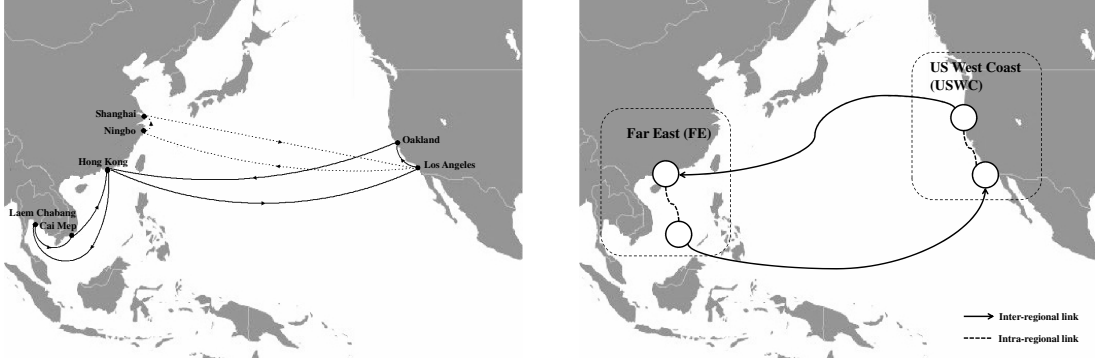 Shanghai
Ningbo
Oakland
Hong Kong
Los Angeles
Laem Chabang
Cai Mep
US West Coast
(USWC)
Far East (FE)
Inter-regional link
Intra-regional link